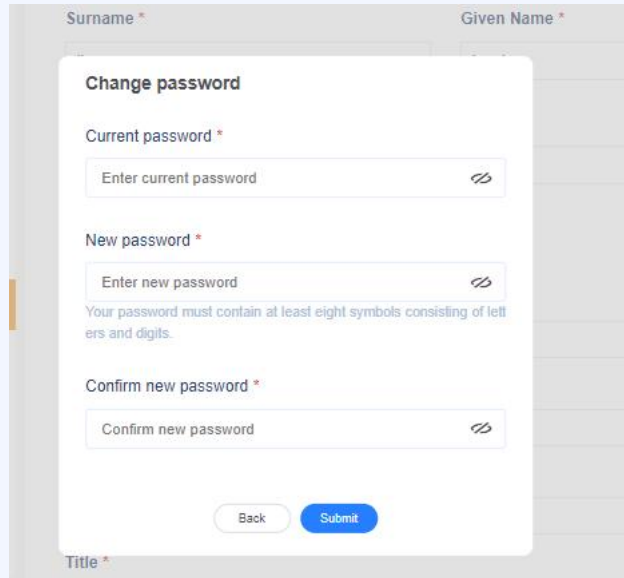 Surname *
Given Name *
Change password
Current password *
Enter current password
New password *
Enter new password
Your password must contain at least eight symbols consisting of lett
ers and digits.
Confirm new password *
Confirm new password
Back
Submit
Title *